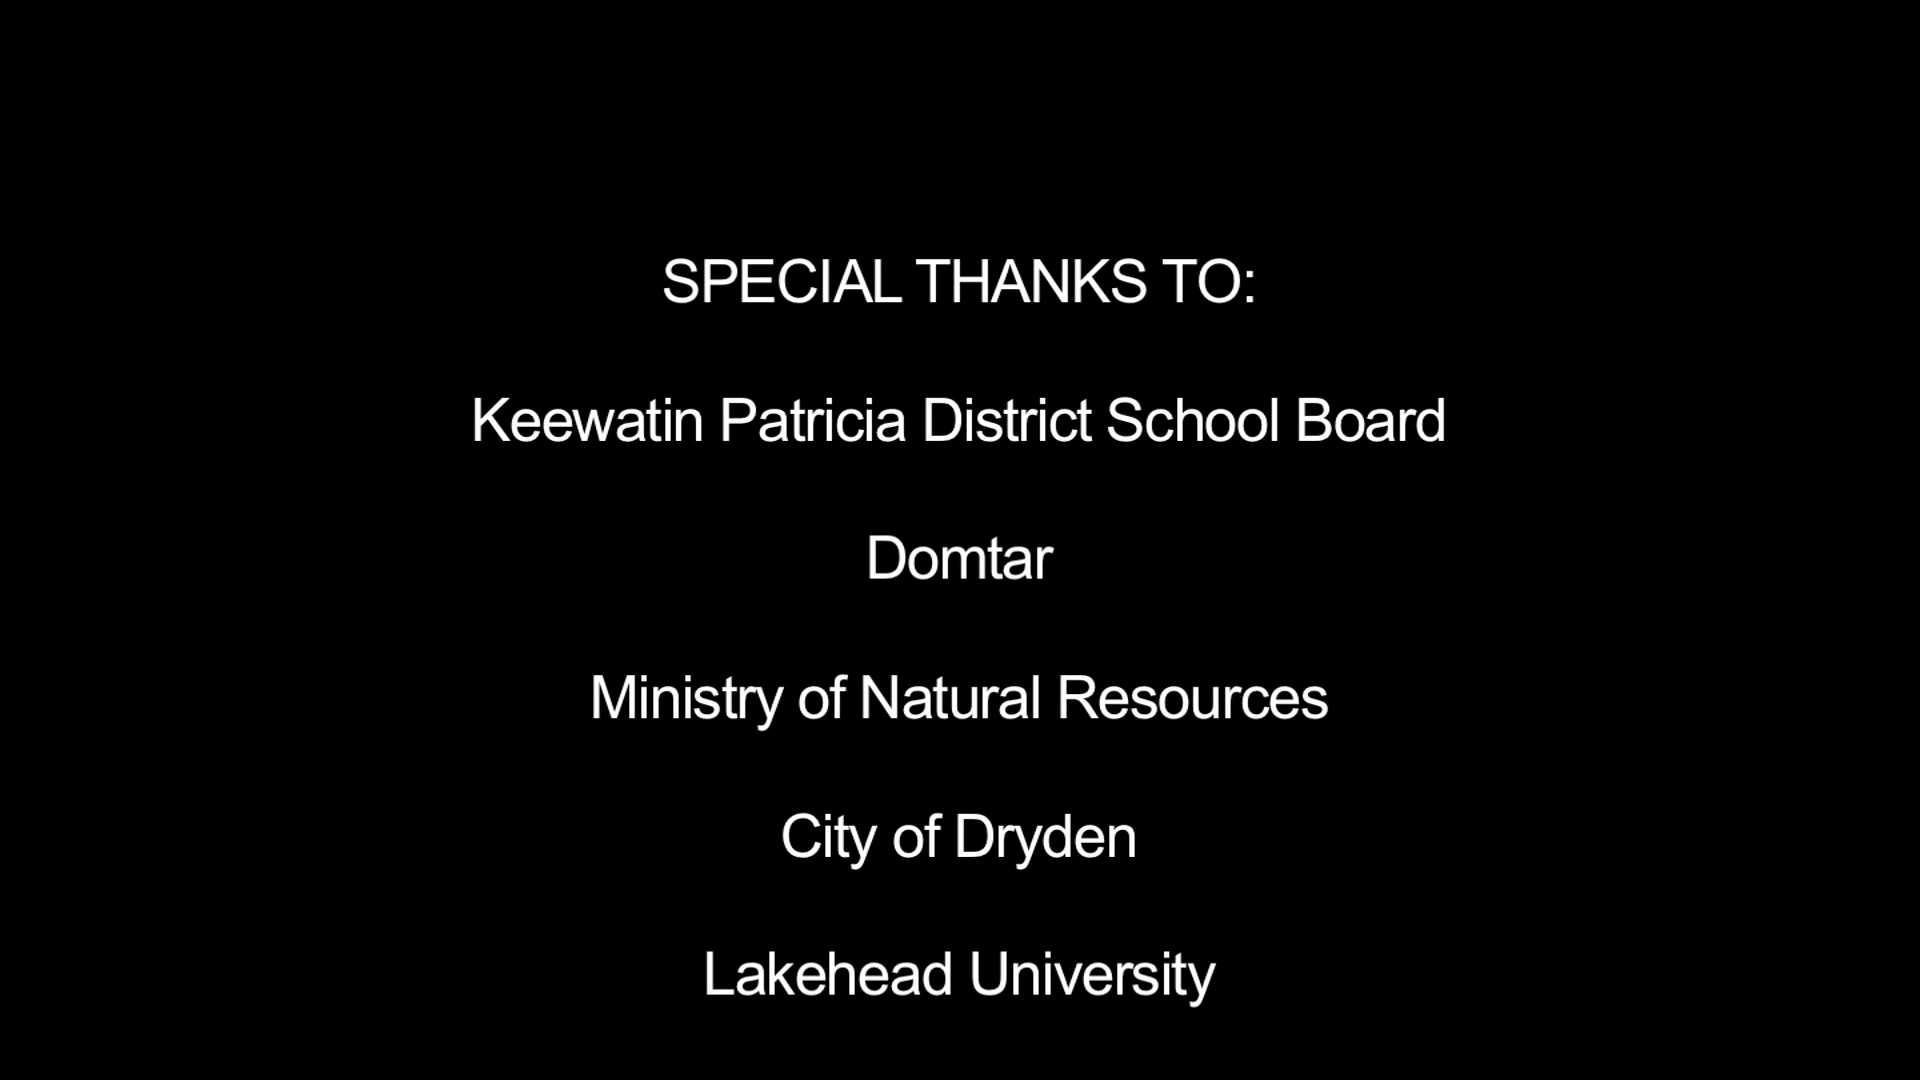 SPECIAL THANKS TO:
Keewatin Patricia District School Board
Domtar
Ministry of Natural Resources
City of Dryden
Lakehead University